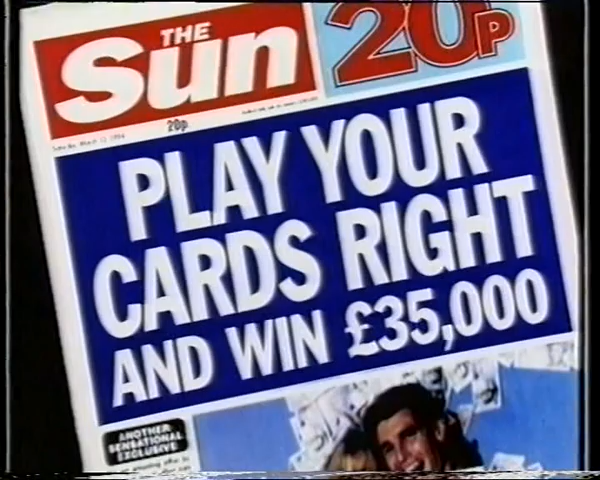 THE
Sun
20p
20p
PLAY YOUR
CARDS RIGHT
AND WIN £35,000
ANOTHER
SENSATIONAL
EXCLUSIVE